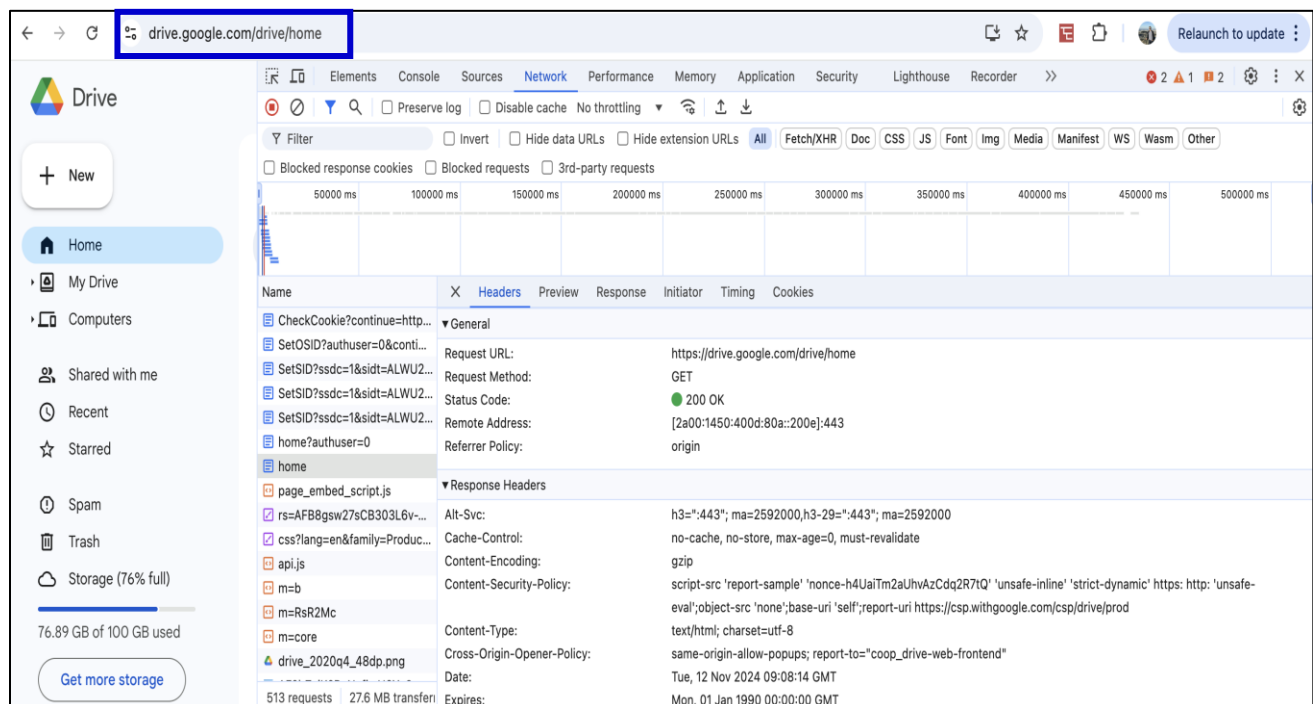 drive.google.com/drive/home
Relaunch to update
Drive
New
Home
My Drive
Computers
Shared with me
Recent
Starred
Spam
Trash
Storage (76% full)
76.89 GB of 100 GB used
Get more storage
Elements Console Sources Network Performance Memory Application Security Lighthouse Recorder 2 1 2
Preserve log Disable cache No throttling
Filter Invert Hide data URLs Hide extension URLs All Fetch/XHR Doc CSS JS Font Img Media Manifest WS Wasm Other
Blocked response cookies Blocked requests 3rd-party requests
50000 ms 100000 ms 150000 ms 200000 ms 250000 ms 300000 ms 350000 ms 400000 ms 450000 ms 500000 ms
Name
CheckCookie?continue=http...
SetOSID?authuser=0&conti...
SetSID?ssdc=1&sidt=ALWU2...
SetSID?ssdc=1&sidt=ALWU2...
SetSID?ssdc=1&sidt=ALWU2...
home?authuser=0
home
page_embed_script.js
rs=AFB8gsw27sCB303L6v-...
css?lang=en&family=Produc...
api.js
m=b
m=RsR2Mc
m=core
drive_2020q4_48dp.png
513 requests 27.6 MB transferr
Headers Preview Response Initiator Timing Cookies
General
Request URL: https://drive.google.com/drive/home
Request Method: GET
Status Code: 200 OK
Remote Address: [2a00:1450:400d:80a::200e]:443
Referrer Policy: origin
Response Headers
Alt-Svc: h3=":443"; ma=2592000,h3-29=":443"; ma=2592000
Cache-Control: no-cache, no-store, max-age=0, must-revalidate
Content-Encoding: gzip
Content-Security-Policy: script-src 'report-sample' 'nonce-h4UaiTm2aUhvAzCdq2R7tQ' 'unsafe-inline' 'strict-dynamic' https: http: 'unsafe-
eval';object-src 'none';base-uri 'self';report-uri https://csp.withgoogle.com/csp/drive/prod
Content-Type: text/html; charset=utf-8
Cross-Origin-Opener-Policy: same-origin-allow-popups; report-to="coop_drive-web-frontend"
Date: Tue, 12 Nov 2024 09:08:14 GMT
Expires: Mon, 01 Jan 1990 00:00:00 GMT